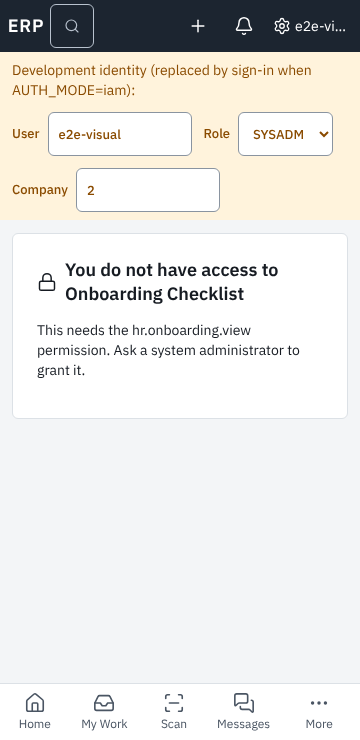 ERP
e2e-vi...
Development identity (replaced by sign-in when
AUTH_MODE=iam):
User e2e-visual Role SYSADM
Company 2
You do not have access to
Onboarding Checklist
This needs the hr.onboarding.view
permission. Ask a system administrator to
grant it.
Home My Work Scan Messages More